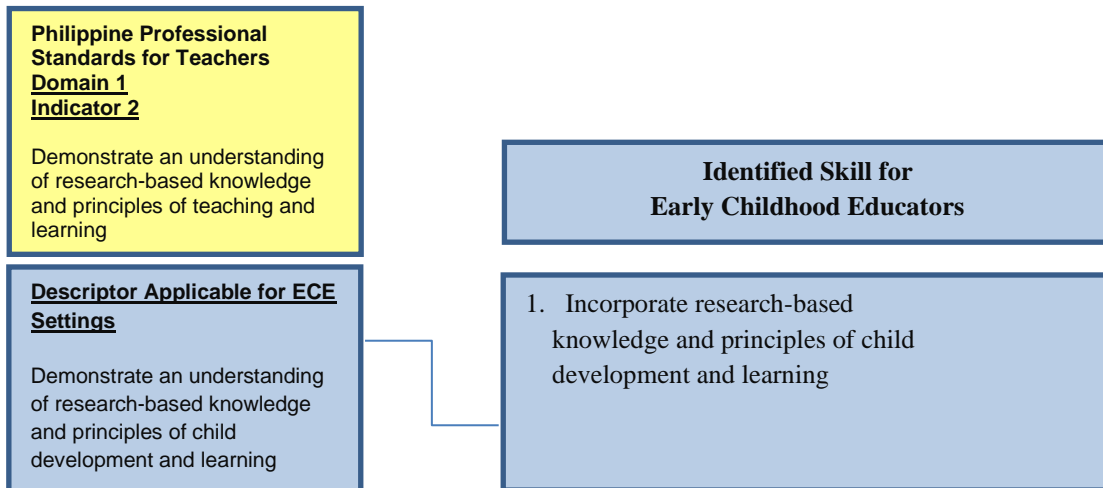 Philippine Professional
Standards for Teachers
Domain 1
Indicator 2
Demonstrate an understanding
of research-based knowledge
and principles of teaching and
learning
Identified Skill for
Early Childhood Educators
Descriptor Applicable for ECE
Settings
Demonstrate an understanding
of research-based knowledge
and principles of child
development and learning
1. Incorporate research-based
knowledge and principles of child
development and learning